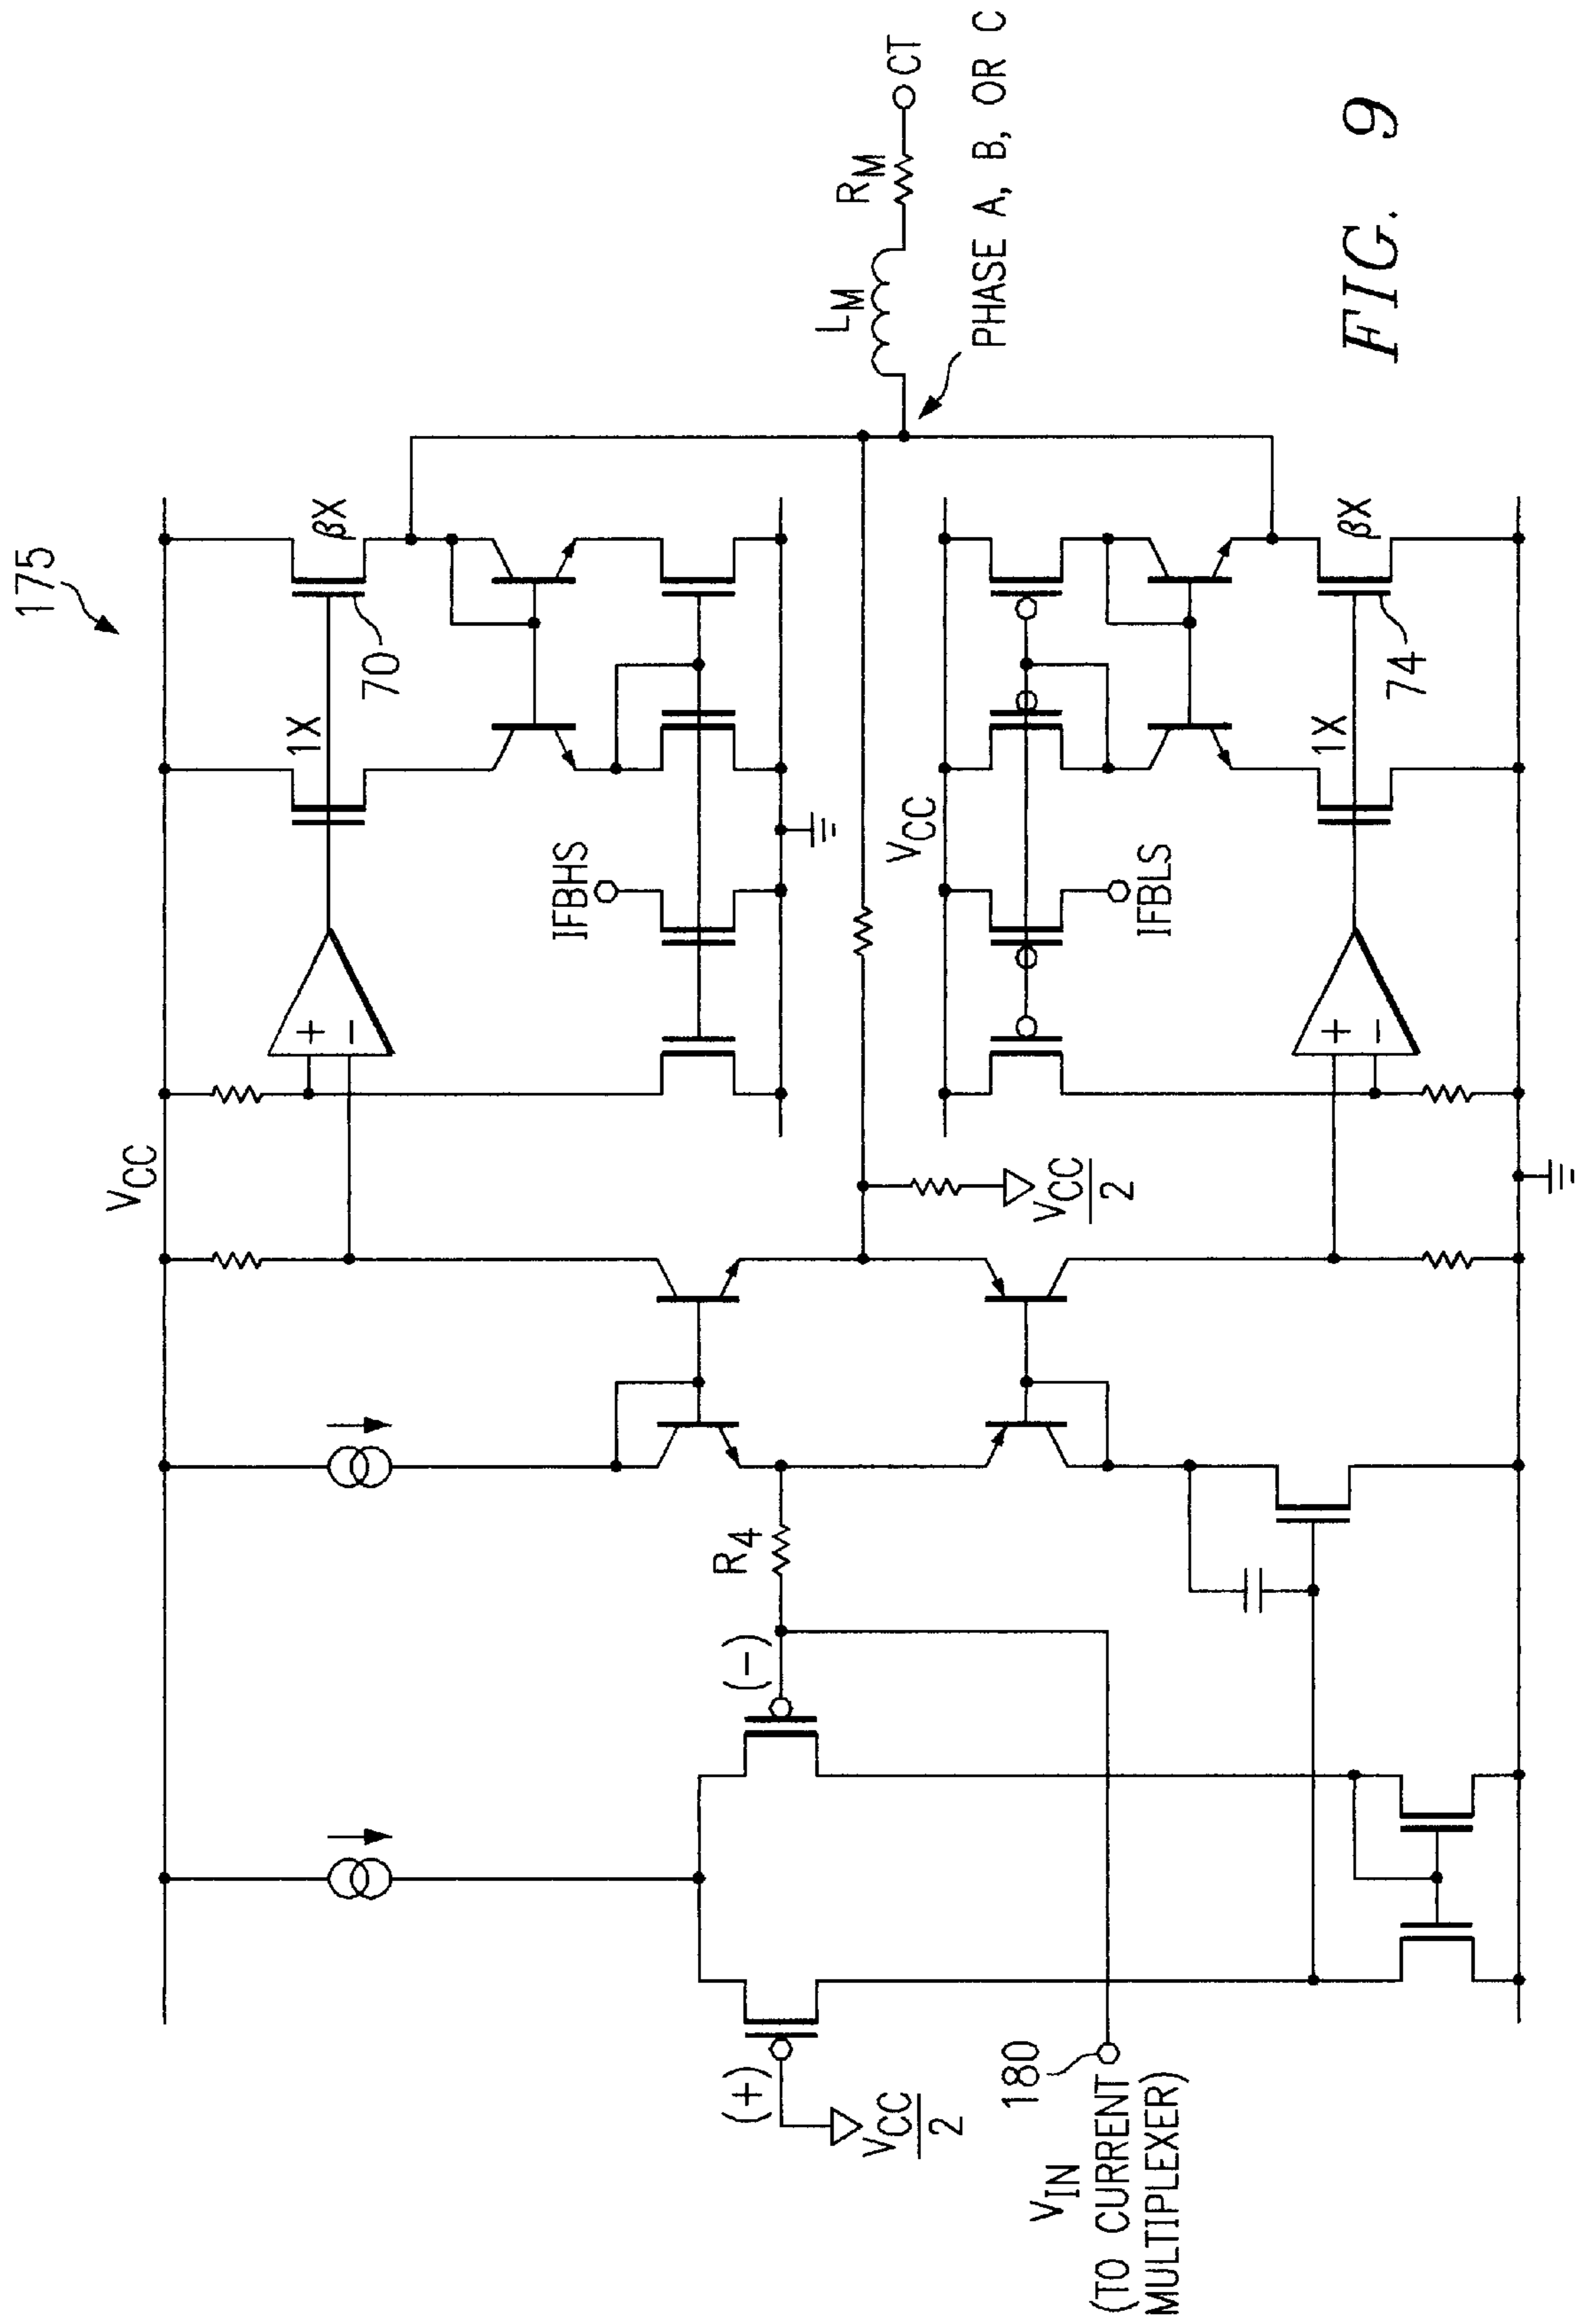 175
V_CC
1X
βX
70
IFBHS
(+)
V_CC/2
(−)
R_4
+
−
V_CC/2
V_CC
L_M
R_M
CT
PHASE A, B, OR C
180
V_IN
(TO CURRENT
MULTIPLEXER)
IFBLS
+
−
1X
βX
74
FIG. 9